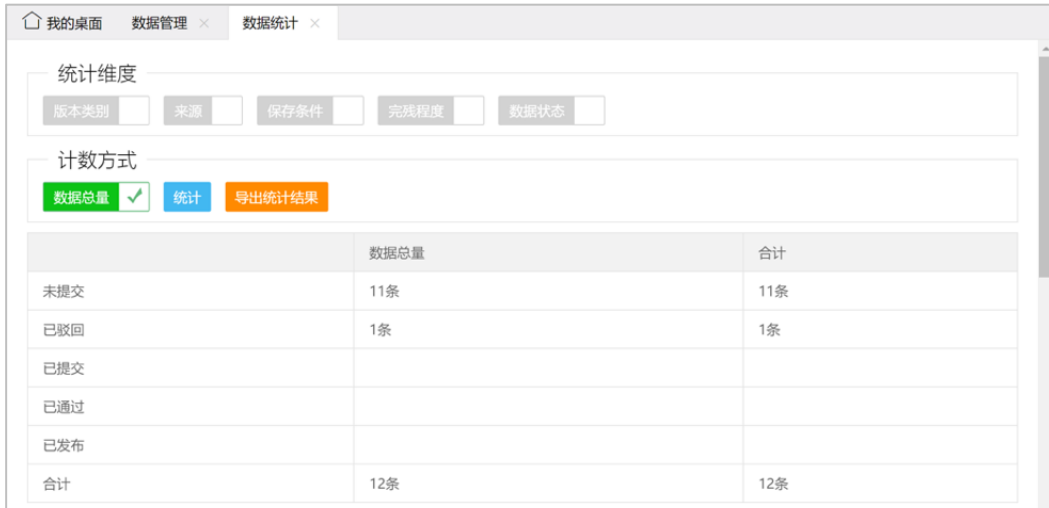 我的桌面 数据管理 × 数据统计 ×
统计维度
版本类别 来源 保存条件 完残程度 数据状态
计数方式
数据总量 统计 导出统计结果
数据总量 合计
未提交 11条 11条
已驳回 1条 1条
已提交
已通过
已发布
合计 12条 12条